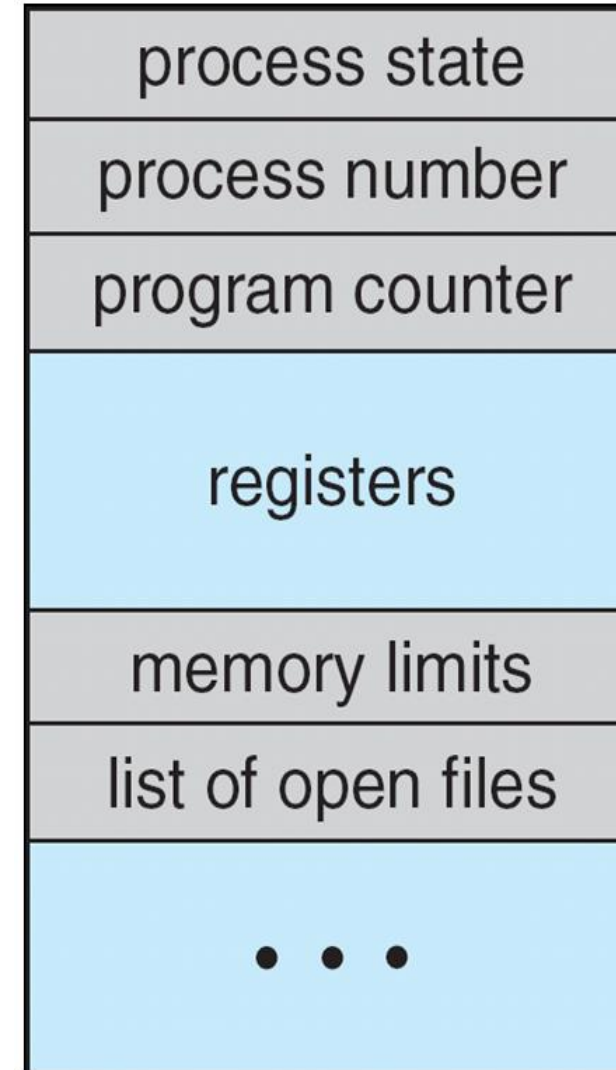 process state
process number
program counter
registers
memory limits
list of open files
• • •